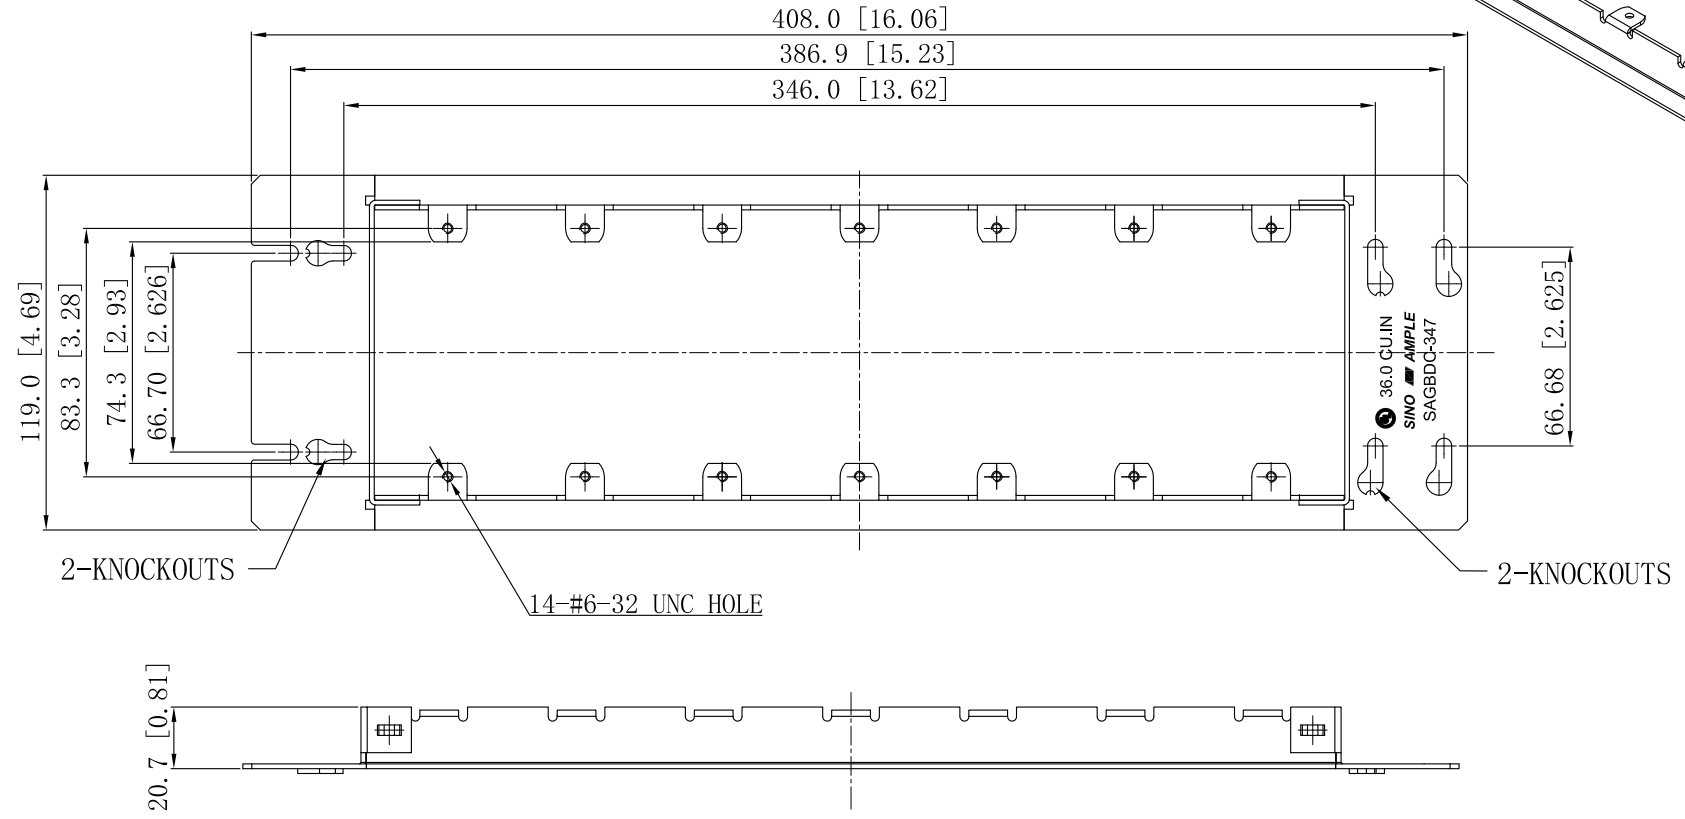 408.0 [16.06]
386.9 [15.23]
346.0 [13.62]
119.0 [4.69]
83.3 [3.28]
74.3 [2.93]
66.70 [2.626]
36.0 CU.IN
SINO AMPLE
SAGBDC-347
66.68 [2.625]
2-KNOCKOUTS
2-KNOCKOUTS
14-#6-32 UNC HOLE
20.7 [0.81]